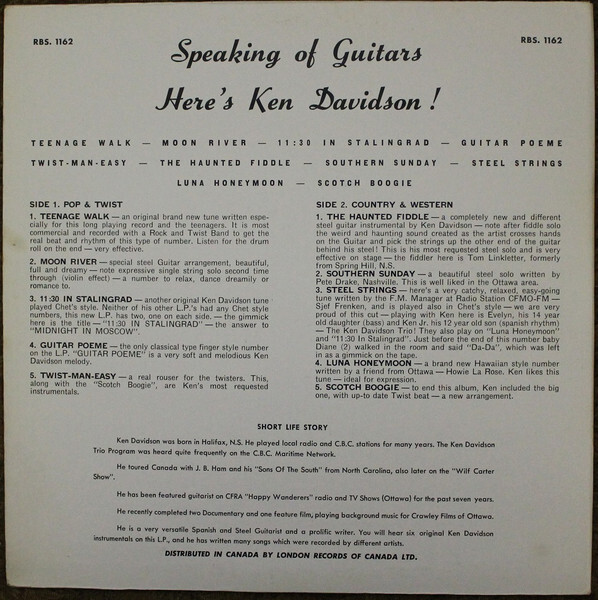 RBS. 1162
RBS. 1162
Speaking of Guitars
Here's Ken Davidson!
TEENAGE WALK — MOON RIVER — 11:30 IN STALINGRAD — GUITAR POEME
TWIST-MAN-EASY — THE HAUNTED FIDDLE — SOUTHERN SUNDAY — STEEL STRINGS
LUNA HONEYMOON — SCOTCH BOOGIE
SIDE 1. POP & TWIST
1. TEENAGE WALK — an original brand new tune written espe-
cially for this long playing record and the teenagers. It is most
commercial and recorded with a Rock and Twist Band to get the
real beat and rhythm of this type of number. Listen for the drum
roll on the end — very effective.
2. MOON RIVER — special steel Guitar arrangement, beautiful,
full and dreamy — note expressive single string solo second time
through (violin effect) — a number to relax, dance dreamily or
romance to.
3. 11:30 IN STALINGRAD — another original Ken Davidson tune
played Chet's style. Neither of his other L.P.'s had any Chet style
numbers, this new L.P. has two, one on each side. — the gimmick
here is the title — "11:30 IN STALINGRAD" — the answer to
"MIDNIGHT IN MOSCOW".
4. GUITAR POEME — the only classical type finger style number
on the L.P. "GUITAR POEME" is a very soft and melodious Ken
Davidson melody.
5. TWIST-MAN-EASY — a real rouser for the twisters. This,
along with the "Scotch Boogie", are Ken's most requested
instrumentals.
SIDE 2. COUNTRY & WESTERN
1. THE HAUNTED FIDDLE — a completely new and different
steel guitar instrumental by Ken Davidson — note after fiddle solo
the weird and haunting sound created as the artist crosses hands
on the Guitar and pick the strings up the other end of the guitar
behind his steel! This is his most requested steel solo and is very
effective on stage — the fiddler here is Tom Linkletter, formerly
from Spring Hill, N.S.
2. SOUTHERN SUNDAY — a beautiful steel solo written by
Pete Drake, Nashville. This is well liked in the Ottawa area.
3. STEEL STRINGS — here's a very catchy, relaxed, easy-going
tune written by the F.M. Manager at Radio Station CFMO-FM —
Sjef Frenken, and is also played in Chet's style — we are very
proud of this cut — playing with Ken here is Evelyn, his 14 year
old daughter (bass) and Ken Jr. his 12 year old son (spanish rhythm)
— The Ken Davidson Trio! They also play on "Luna Honeymoon"
and "11:30 In Stalingrad". Just before the end of this number baby
Diane (2) walked in the room and said "Da-Da", which was left
in as a gimmick on the tape.
4. LUNA HONEYMOON — a brand new Hawaiian style number
written by a friend from Ottawa — Howie La Rose. Ken likes this
tune — ideal for expression.
5. SCOTCH BOOGIE — to end this album, Ken included the big
one, with up-to date Twist beat — a new arrangement.
SHORT LIFE STORY
Ken Davidson was born in Halifax, N.S. He played local radio and C.B.C. stations for many years. The Ken Davidson
Trio Program was heard quite frequently on the C.B.C. Maritime Network.
He toured Canada with J. B. Ham and his "Sons Of The South" from North Carolina, also later on the "Wilf Carter
Show".
He has been featured guitarist on CFRA "Happy Wanderers" radio and TV Shows (Ottawa) for the past seven years.
He recently completed two Documentary and one feature film, playing background music for Crawley Films of Ottawa.
He is a very versatile Spanish and Steel Guitarist and a prolific writer. You will hear six original Ken Davidson
instrumentals on this L.P., and he has written many songs which were recorded by different artists.
DISTRIBUTED IN CANADA BY LONDON RECORDS OF CANADA LTD.